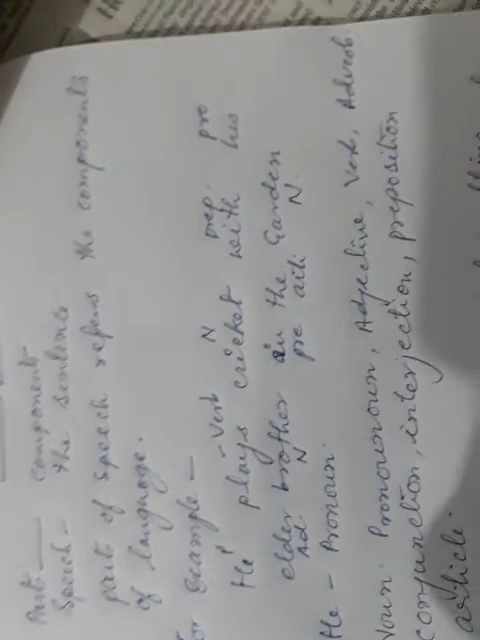 Part — component
Speech — the sentence
part of speech refers the components
of language.
For Example —
P - Verb N prep. pro
He plays cricket with his
elder brother in the Garden
Ad. N pre arti N.
He - Pronoun.
Noun. Pronounoun, Adjective, Verb, Adverb
conjunction, interjection, preposition
article.